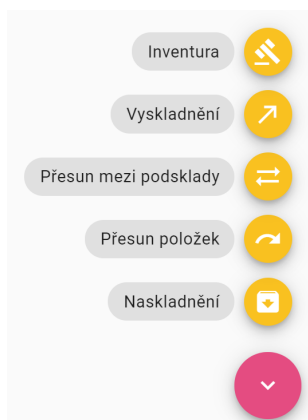 Inventura
Vyskladnění
Přesun mezi podsklady
Přesun položek
Naskladnění